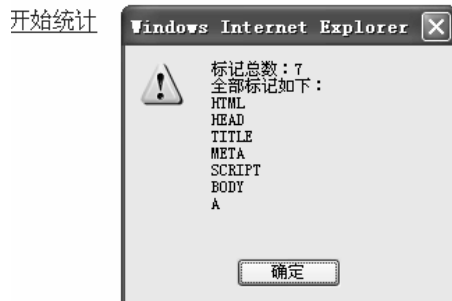 开始统计
Windows Internet Explorer
标记总数：7
全部标记如下：
HTML
HEAD
TITLE
META
SCRIPT
BODY
A
确定